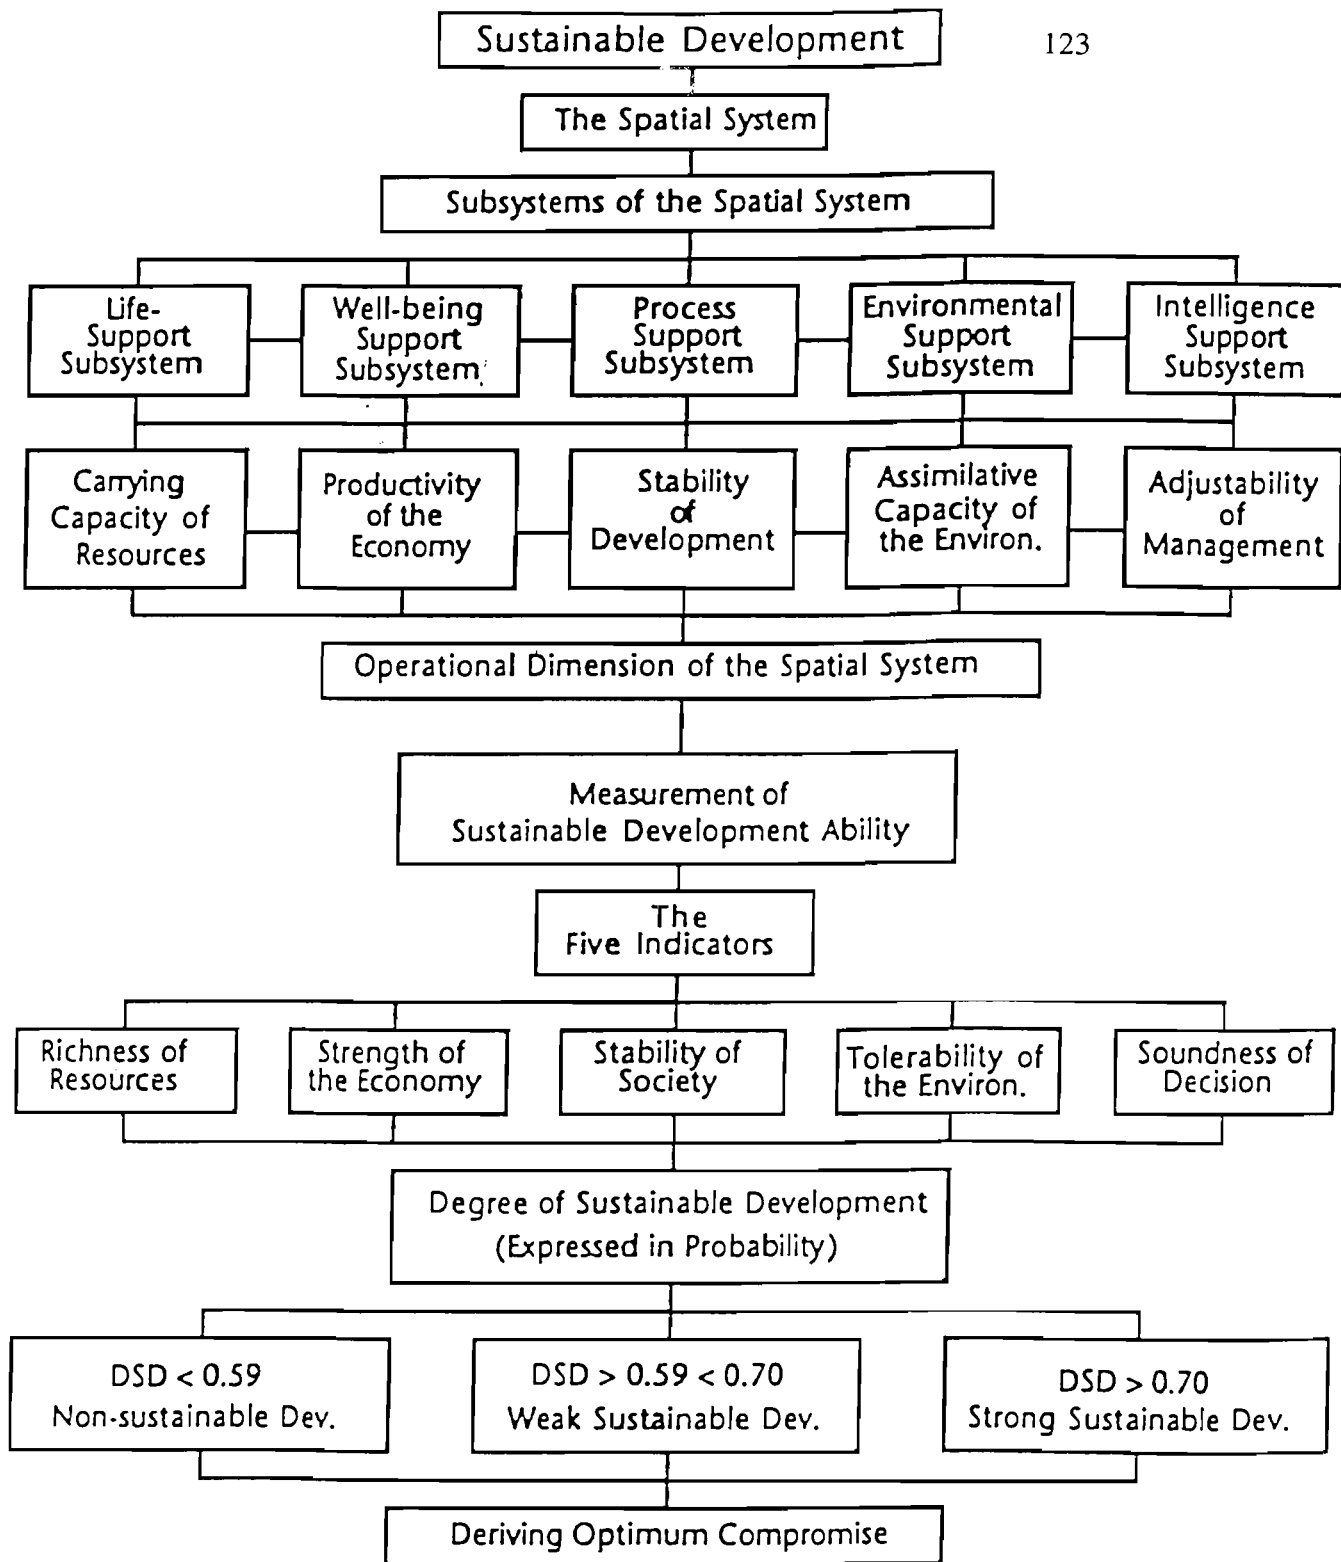 Sustainable Development
123
The Spatial System
Subsystems of the Spatial System
Life-
Support
Subsystem
Well-being
Support
Subsystem
Process
Support
Subsystem
Environmental
Support
Subsystem
Intelligence
Support
Subsystem
Carrying
Capacity of
Resources
Productivity
of the
Economy
Stability
of
Development
Assimilative
Capacity of
the Environ.
Adjustability
of
Management
Operational Dimension of the Spatial System
Measurement of
Sustainable Development Ability
The
Five Indicators
Richness of
Resources
Strength of
the Economy
Stability of
Society
Tolerability of
the Environ.
Soundness of
Decision
Degree of Sustainable Development
(Expressed in Probability)
DSD < 0.59
Non-sustainable Dev.
DSD > 0.59 < 0.70
Weak Sustainable Dev.
DSD > 0.70
Strong Sustainable Dev.
Deriving Optimum Compromise